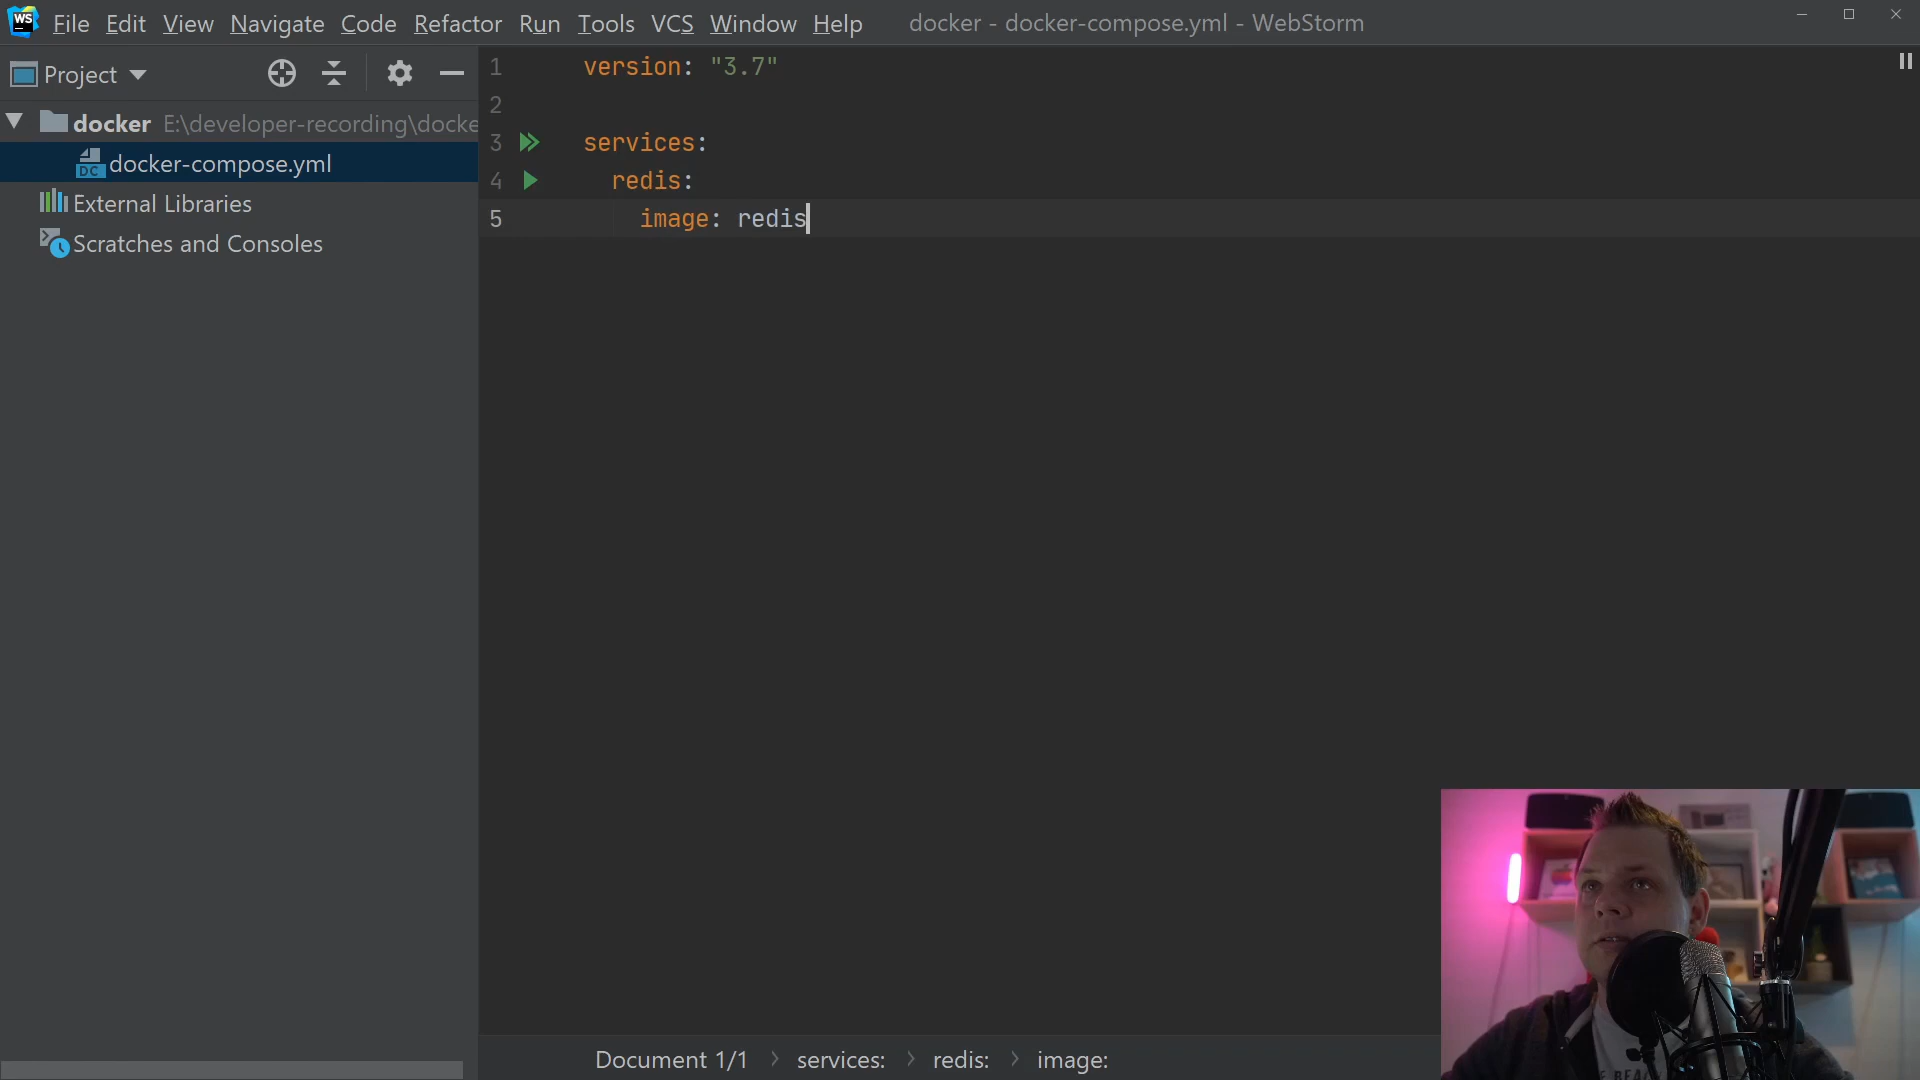 WS File Edit View Navigate Code Refactor Run Tools VCS Window Help docker - docker-compose.yml - WebStorm
Project
docker E:\developer-recording\docke
DC docker-compose.yml
External Libraries
Scratches and Consoles
1 version: "3.7"
2
3 services:
4 redis:
5 image: redis
Document 1/1 services: redis: image: